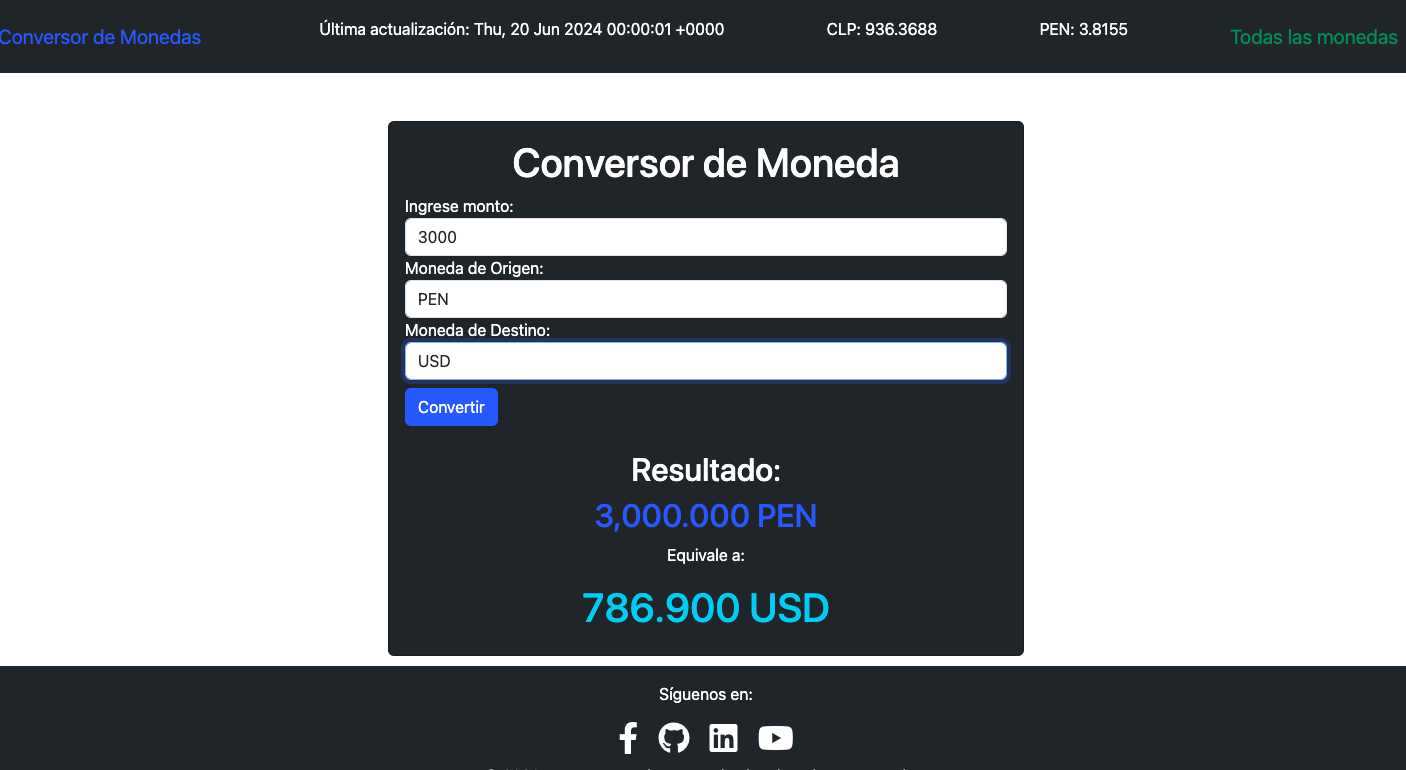 Conversor de Monedas
Última actualización: Thu, 20 Jun 2024 00:00:01 +0000
CLP: 936.3688
PEN: 3.8155
Todas las monedas
Conversor de Moneda
Ingrese monto:
3000
Moneda de Origen:
PEN
Moneda de Destino:
USD
Convertir
Resultado:
3,000.000 PEN
Equivale a:
786.900 USD
Síguenos en: